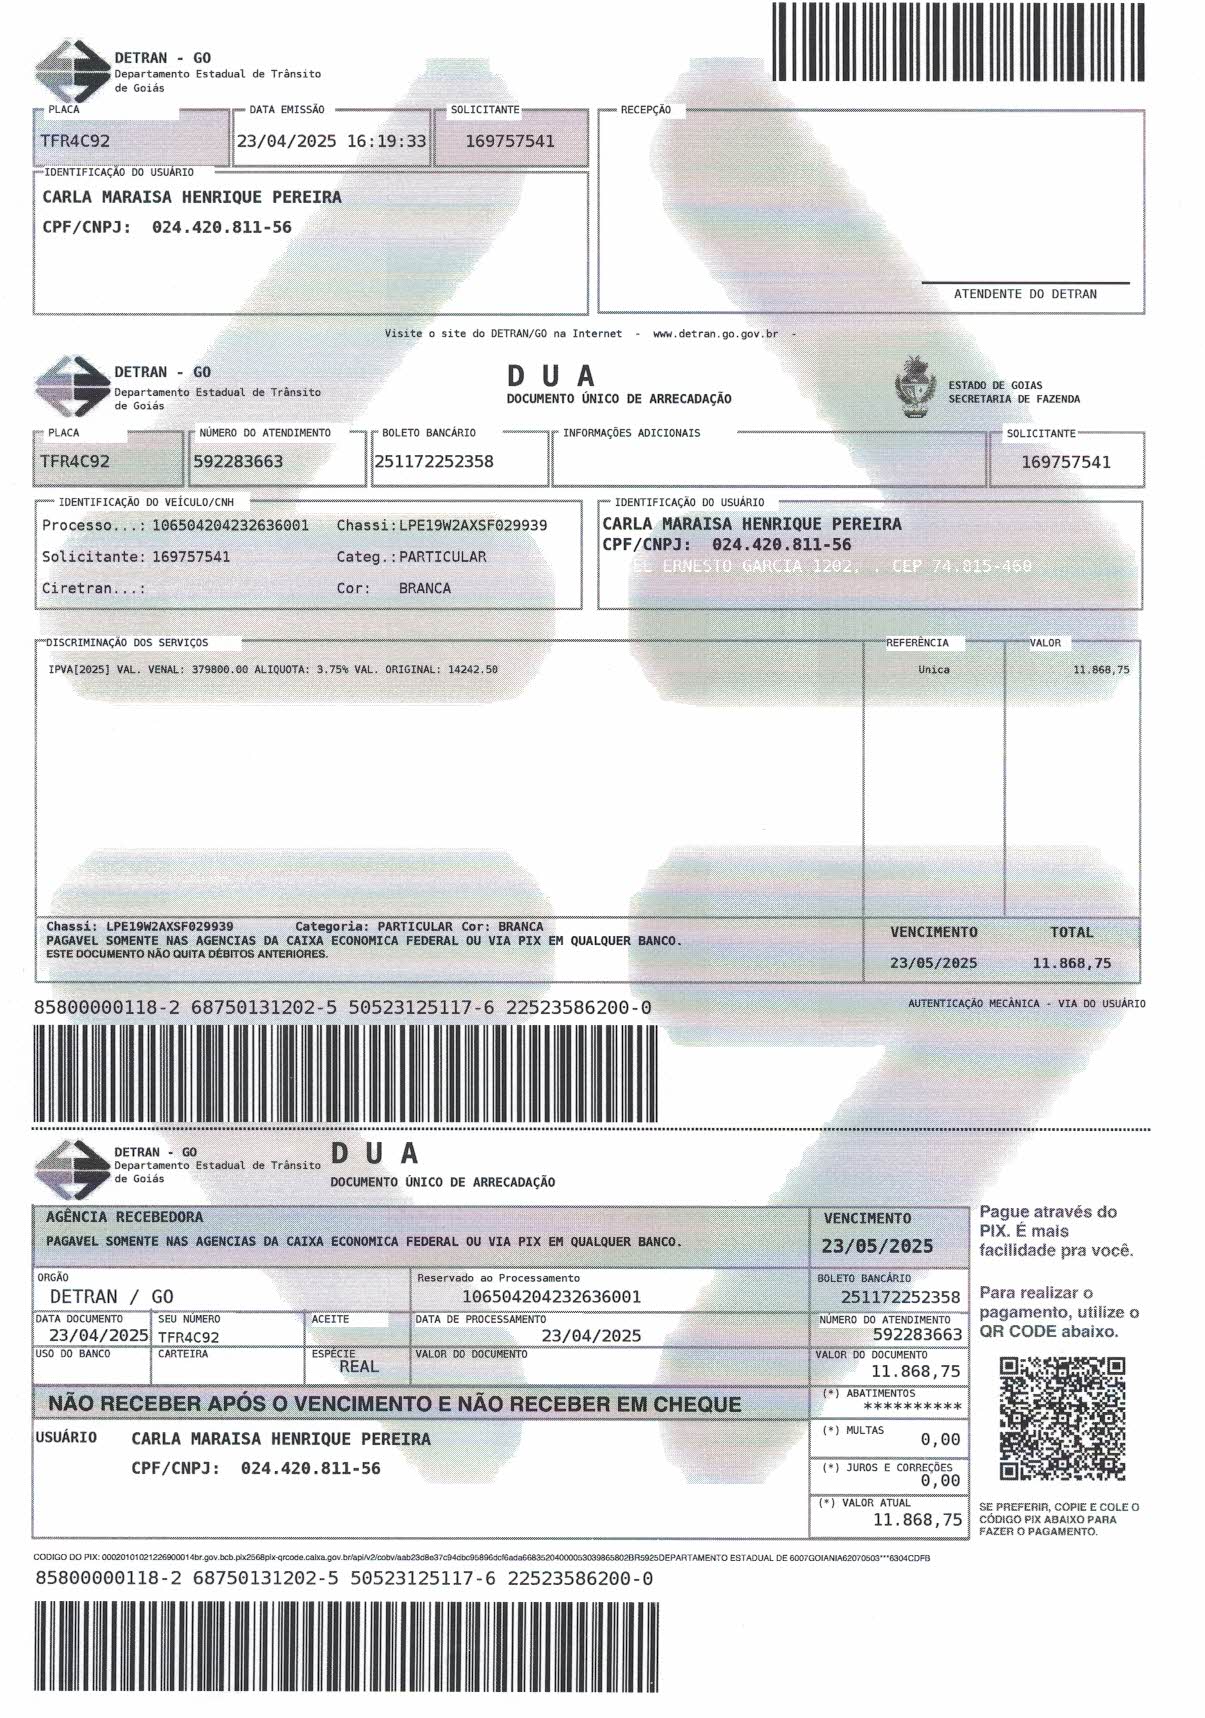 DETRAN - GO
Departamento Estadual de Trânsito
de Goiás
PLACA
DATA EMISSÃO
SOLICITANTE
RECEPÇÃO
TFR4C92
23/04/2025 16:19:33
169757541
IDENTIFICAÇÃO DO USUÁRIO
CARLA MARAISA HENRIQUE PEREIRA
CPF/CNPJ: 024.420.811-56
ATENDENTE DO DETRAN
Visite o site do DETRAN/GO na Internet - www.detran.go.gov.br -
DETRAN - GO
Departamento Estadual de Trânsito
de Goiás
D U A
DOCUMENTO ÚNICO DE ARRECADAÇÃO
ESTADO DE GOIAS
SECRETARIA DE FAZENDA
PLACA
NÚMERO DO ATENDIMENTO
BOLETO BANCÁRIO
INFORMAÇÕES ADICIONAIS
SOLICITANTE
TFR4C92
592283663
251172252358
169757541
IDENTIFICAÇÃO DO VEÍCULO/CNH
Processo...: 106504204232636001 Chassi:LPE19W2AXSF029939
Solicitante: 169757541 Categ.:PARTICULAR
Ciretran...: Cor: BRANCA
IDENTIFICAÇÃO DO USUÁRIO
CARLA MARAISA HENRIQUE PEREIRA
CPF/CNPJ: 024.420.811-56
EL ERNESTO GARCIA 1202, . CEP 74.815-460
DISCRIMINAÇÃO DOS SERVIÇOS
REFERÊNCIA
VALOR
IPVA[2025] VAL. VENAL: 379800.00 ALIQUOTA: 3.75% VAL. ORIGINAL: 14242.50
Unica
11.868,75
Chassi: LPE19W2AXSF029939 Categoria: PARTICULAR Cor: BRANCA
PAGAVEL SOMENTE NAS AGENCIAS DA CAIXA ECONOMICA FEDERAL OU VIA PIX EM QUALQUER BANCO.
ESTE DOCUMENTO NÃO QUITA DÉBITOS ANTERIORES.
VENCIMENTO
TOTAL
23/05/2025
11.868,75
85800000118-2 68750131202-5 50523125117-6 22523586200-0
AUTENTICAÇÃO MECÂNICA - VIA DO USUÁRIO
DETRAN - GO
Departamento Estadual de Trânsito
de Goiás
D U A
DOCUMENTO ÚNICO DE ARRECADAÇÃO
AGÊNCIA RECEBEDORA
PAGAVEL SOMENTE NAS AGENCIAS DA CAIXA ECONOMICA FEDERAL OU VIA PIX EM QUALQUER BANCO.
VENCIMENTO
23/05/2025
ORGÃO
DETRAN / GO
Reservado ao Processamento
106504204232636001
BOLETO BANCÁRIO
251172252358
DATA DOCUMENTO
23/04/2025
SEU NÚMERO
TFR4C92
ACEITE
DATA DE PROCESSAMENTO
23/04/2025
NÚMERO DO ATENDIMENTO
592283663
USO DO BANCO
CARTEIRA
ESPÉCIE
REAL
VALOR DO DOCUMENTO
VALOR DO DOCUMENTO
11.868,75
NÃO RECEBER APÓS O VENCIMENTO E NÃO RECEBER EM CHEQUE
(*) ABATIMENTOS
**********
USUÁRIO CARLA MARAISA HENRIQUE PEREIRA
CPF/CNPJ: 024.420.811-56
(*) MULTAS
0,00
(*) JUROS E CORREÇÕES
0,00
(*) VALOR ATUAL
11.868,75
Pague através do
PIX. É mais
facilidade pra você.
Para realizar o
pagamento, utilize o
QR CODE abaixo.
SE PREFERIR, COPIE E COLE O
CÓDIGO PIX ABAIXO PARA
FAZER O PAGAMENTO.
CODIGO DO PIX: 00020101021226900014br.gov.bcb.pix2568pix-qrcode.caixa.gov.br/api/v2/cobv/aab23d8e37c94dbc95896dcf6ada66835204000053039865802BR5925DEPARTAMENTO ESTADUAL DE 6007GOIANIA62070503***6304CDFB
85800000118-2 68750131202-5 50523125117-6 22523586200-0